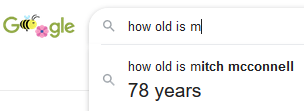 Google
how old is m
how old is mitch mcconnell
78 years